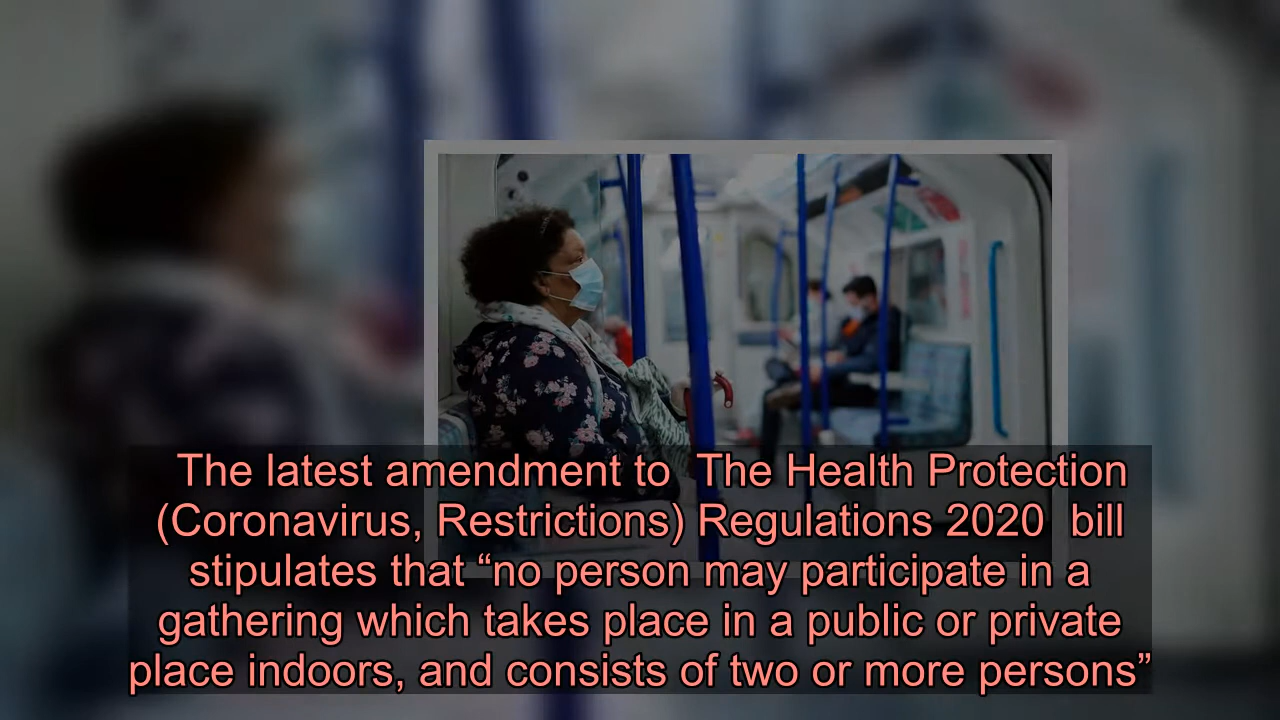 The latest amendment to  The Health Protection
(Coronavirus, Restrictions) Regulations 2020  bill
stipulates that “no person may participate in a
gathering which takes place in a public or private
place indoors, and consists of two or more persons”